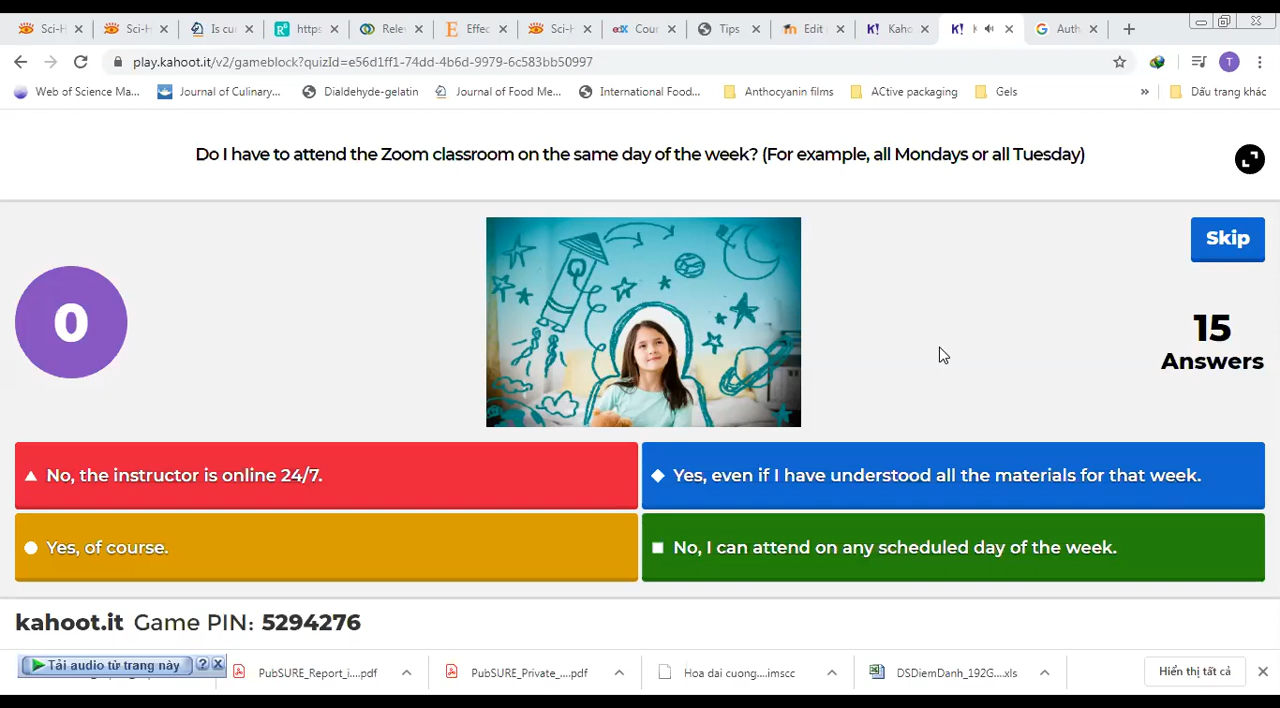 Sci-H
Sci-H
Is cu
https
Rele
Effec
Sci-H
edX Cour
Tips
Edit
K! Kaho
K!
Auth
play.kahoot.it/v2/gameblock?quizId=e56d1ff1-74dd-4b6d-9979-6c583bb50997
T
Web of Science Ma...
Journal of Culinary...
Dialdehyde-gelatin
Journal of Food Me...
International Food...
Anthocyanin films
ACtive packaging
Gels
»
Dấu trang khác
Do I have to attend the Zoom classroom on the same day of the week? (For example, all Mondays or all Tuesday)
Skip
0
15
Answers
No, the instructor is online 24/7.
Yes, even if I have understood all the materials for that week.
Yes, of course.
No, I can attend on any scheduled day of the week.
kahoot.it Game PIN: 5294276
Tải audio từ trang này ? X
PubSURE_Report_i....pdf
PubSURE_Private_....pdf
Hoa dai cuong....imscc
DSDiemDanh_192G....xls
Hiển thị tất cả